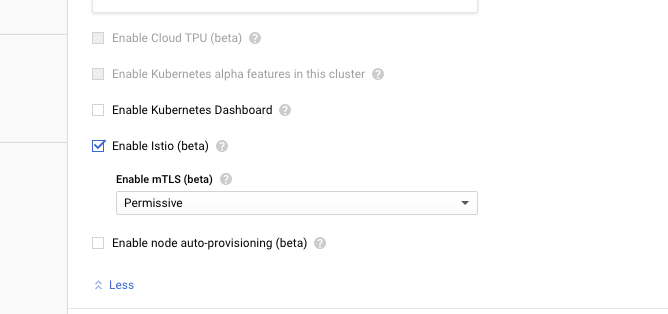 Enable Cloud TPU (beta) ?
Enable Kubernetes alpha features in this cluster ?
Enable Kubernetes Dashboard ?
Enable Istio (beta) ?
Enable mTLS (beta) ?
Permissive
Enable node auto-provisioning (beta) ?
Less